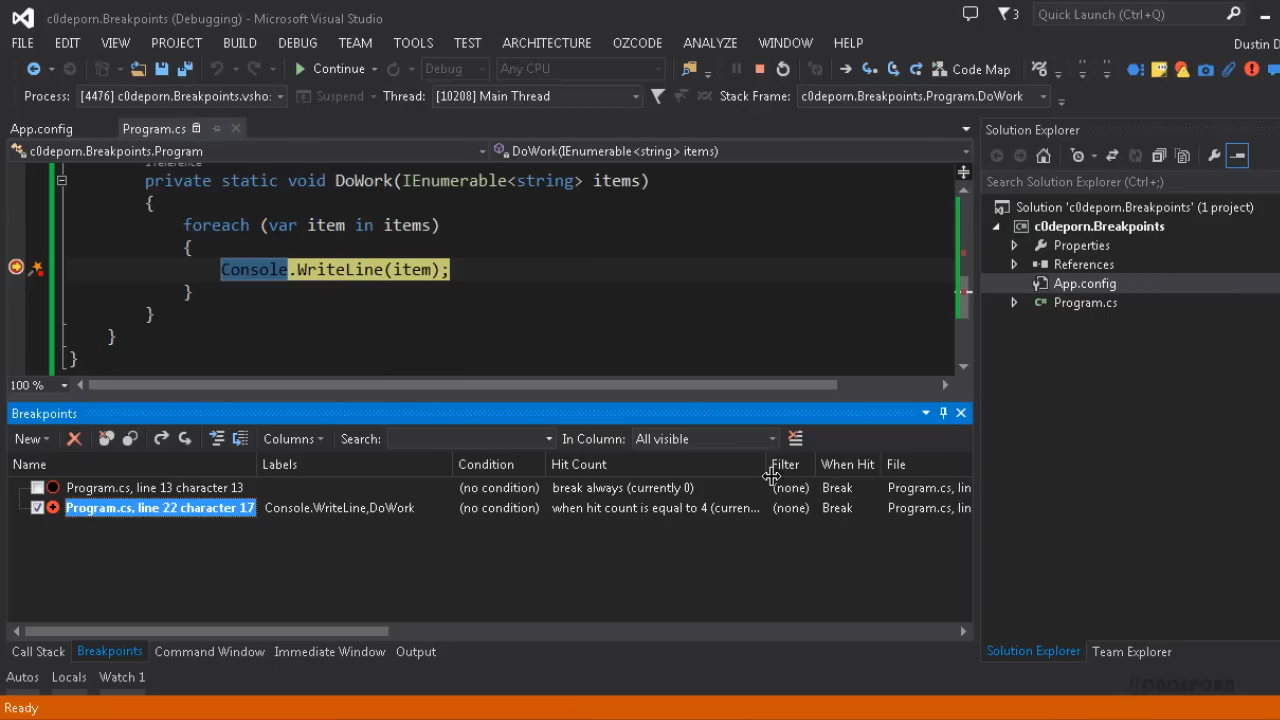 c0deporn.Breakpoints (Debugging) - Microsoft Visual Studio
3
Quick Launch (Ctrl+Q)
FILE EDIT VIEW PROJECT BUILD DEBUG TEAM TOOLS TEST ARCHITECTURE OZCODE ANALYZE WINDOW HELP
Dustin D
Continue
Debug
Any CPU
Code Map
Process: [4476] c0deporn.Breakpoints.vsho:
Suspend
Thread: [10208] Main Thread
Stack Frame: c0deporn.Breakpoints.Program.DoWork
App.config
Program.cs
c0deporn.Breakpoints.Program
DoWork(IEnumerable<string> items)
private static void DoWork(IEnumerable<string> items)
{
foreach (var item in items)
{
Console.WriteLine(item);
}
}
}
}
100 %
Breakpoints
New
Columns
Search:
In Column: All visible
Name Labels Condition Hit Count Filter When Hit File
Program.cs, line 13 character 13 (no condition) break always (currently 0) (none) Break Program.cs, lin
Program.cs, line 22 character 17 Console.WriteLine,DoWork (no condition) when hit count is equal to 4 (curren... (none) Break Program.cs, lin
Call Stack Breakpoints Command Window Immediate Window Output
Autos Locals Watch 1
Ready
Solution Explorer
Search Solution Explorer (Ctrl+;)
Solution 'c0deporn.Breakpoints' (1 project)
c0deporn.Breakpoints
Properties
References
App.config
Program.cs
Solution Explorer Team Explorer